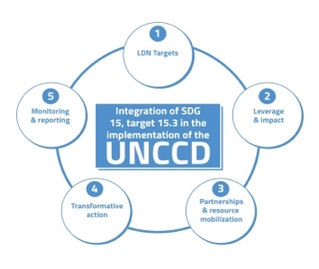 1
LDN Targets
2
Leverage
& impact
3
Partnerships
& resource
mobilization
4
Transformative
action
5
Monitoring
& reporting
Integration of SDG
15, target 15.3 in the
implementation of the
UNCCD